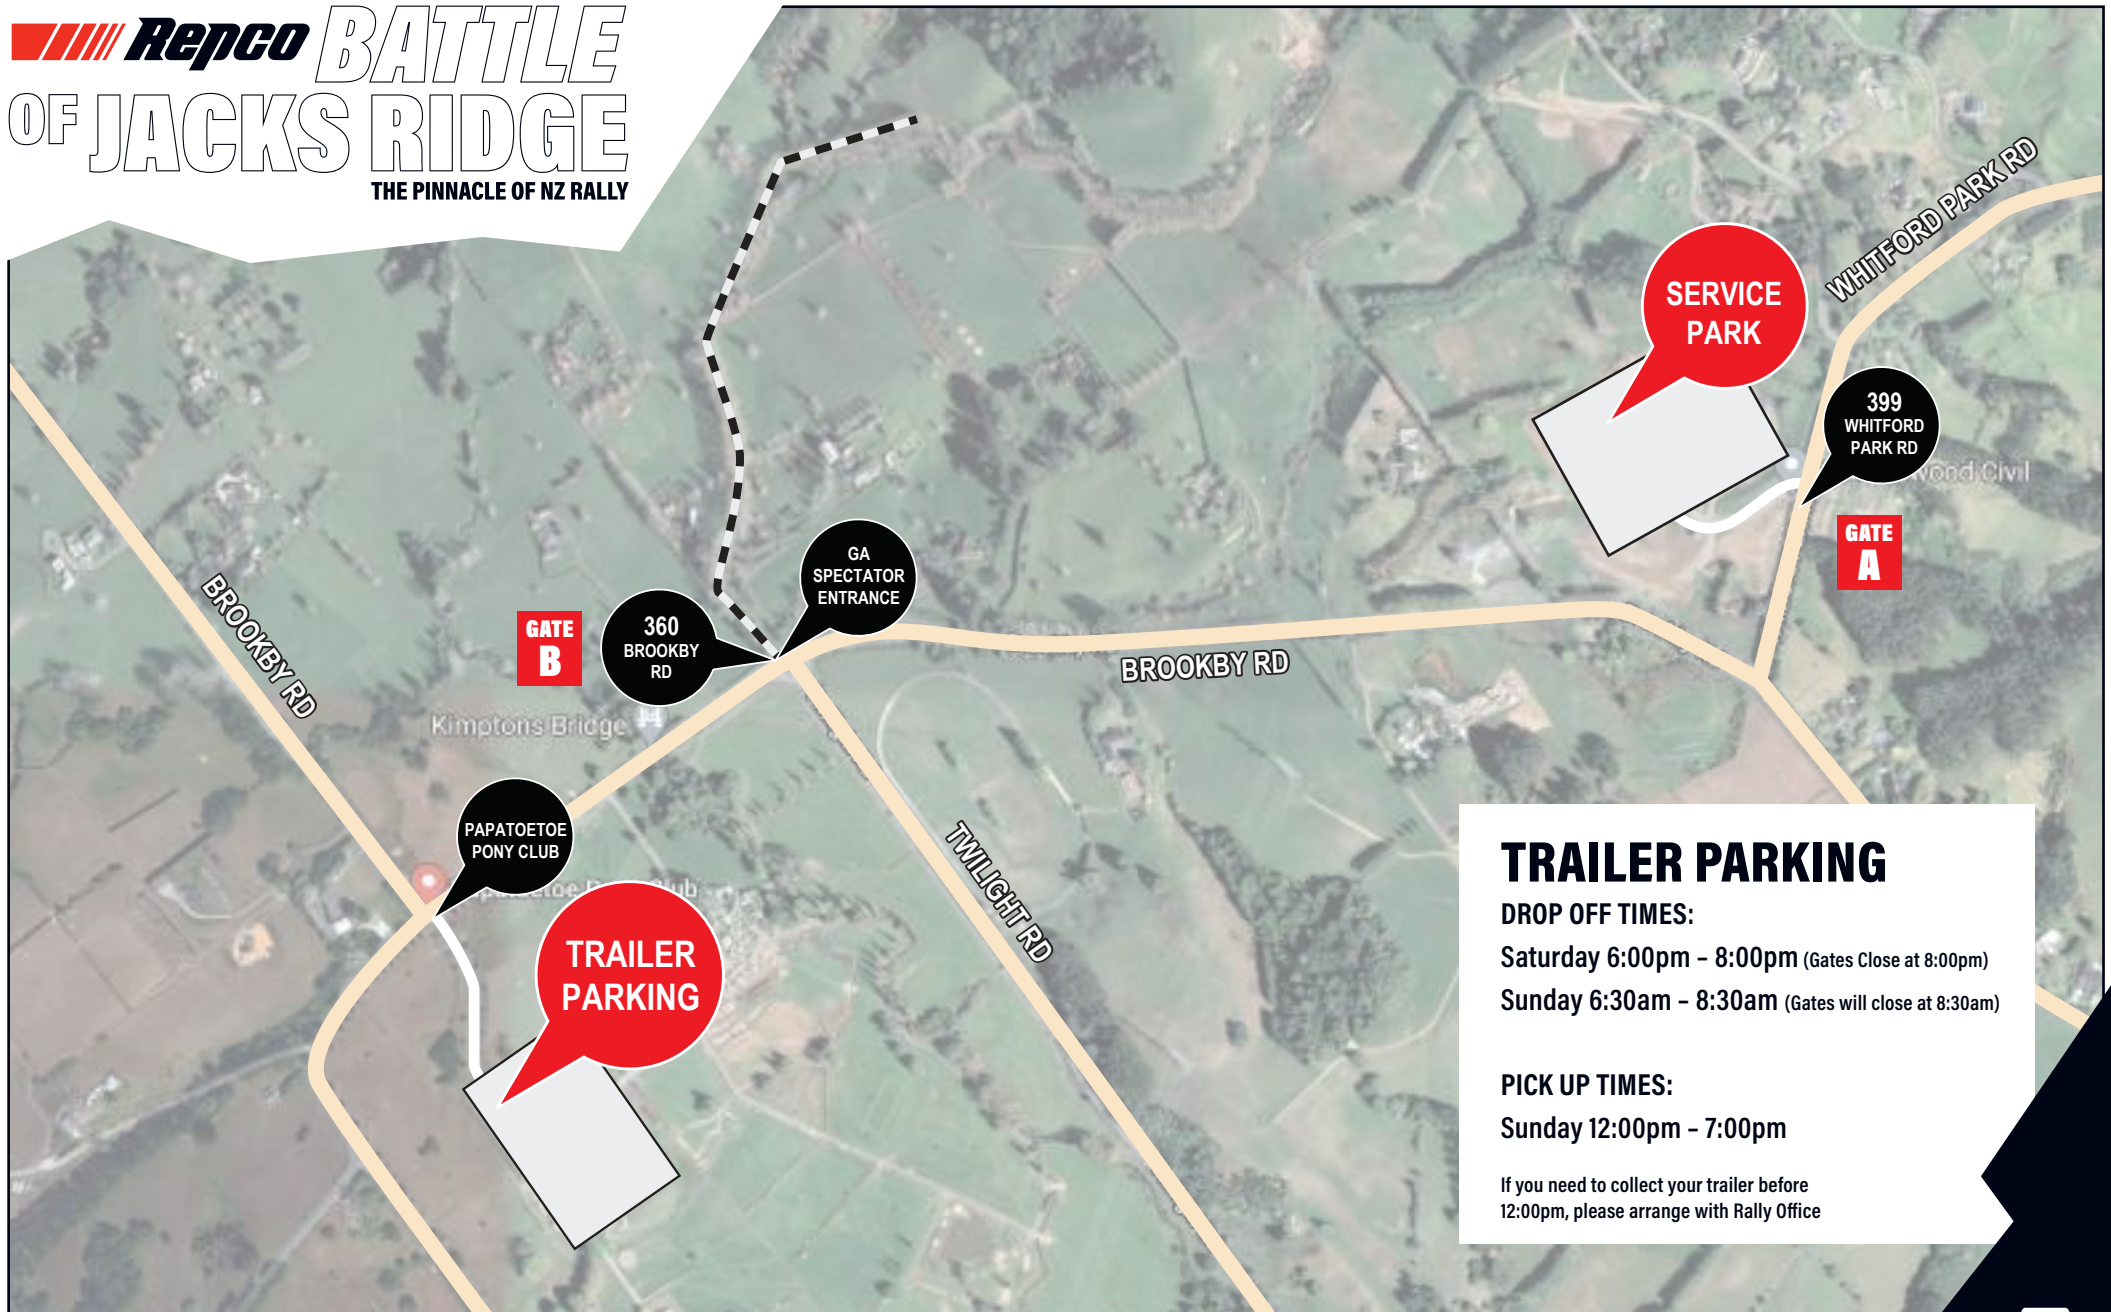 Repco BATTLE
OF JACKS RIDGE
THE PINNACLE OF NZ RALLY
WHITFORD PARK RD
SERVICE
PARK
399
WHITFORD
PARK RD
wood Civil
GATE
A
GA
SPECTATOR
ENTRANCE
GATE
B
360
BROOKBY
RD
BROOKBY RD
BROOKBY RD
Kimptons Bridge
PAPATOETOE
PONY CLUB
TWILIGHT RD
TRAILER
PARKING
TRAILER PARKING
DROP OFF TIMES:
Saturday 6:00pm – 8:00pm (Gates Close at 8:00pm)
Sunday 6:30am – 8:30am (Gates will close at 8:30am)
PICK UP TIMES:
Sunday 12:00pm – 7:00pm
If you need to collect your trailer before
12:00pm, please arrange with Rally Office